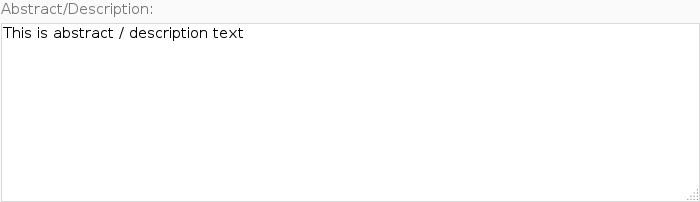 Abstract/Description:
This is abstract / description text